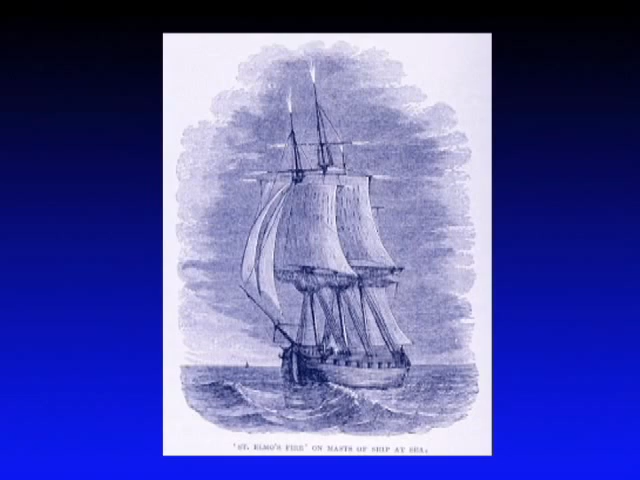 'ST. ELMO'S FIRE' ON MASTS OF SHIP AT SEA.